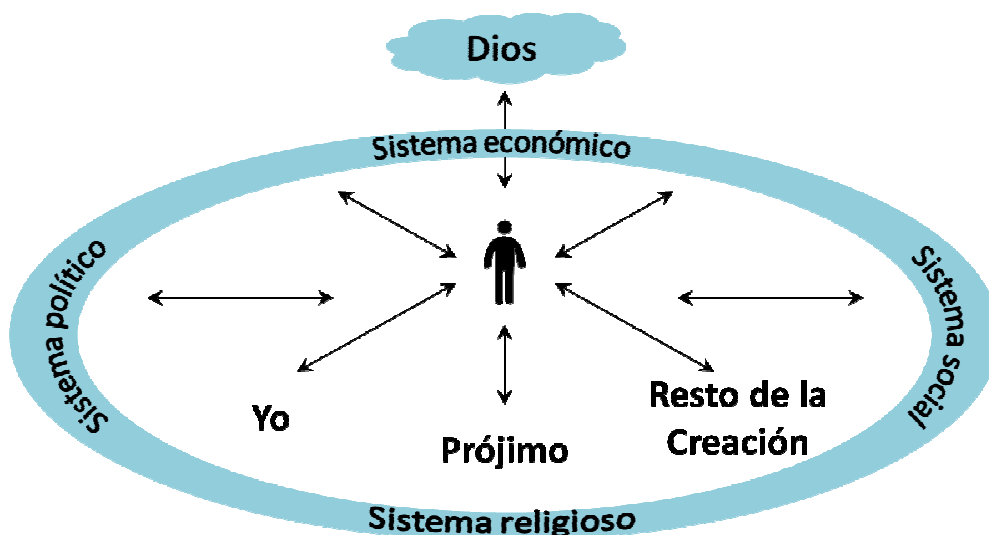 Dios
Sistema económico
Sistema político
Sistema social
Yo
Prójimo
Resto de la
Creación
Sistema religioso